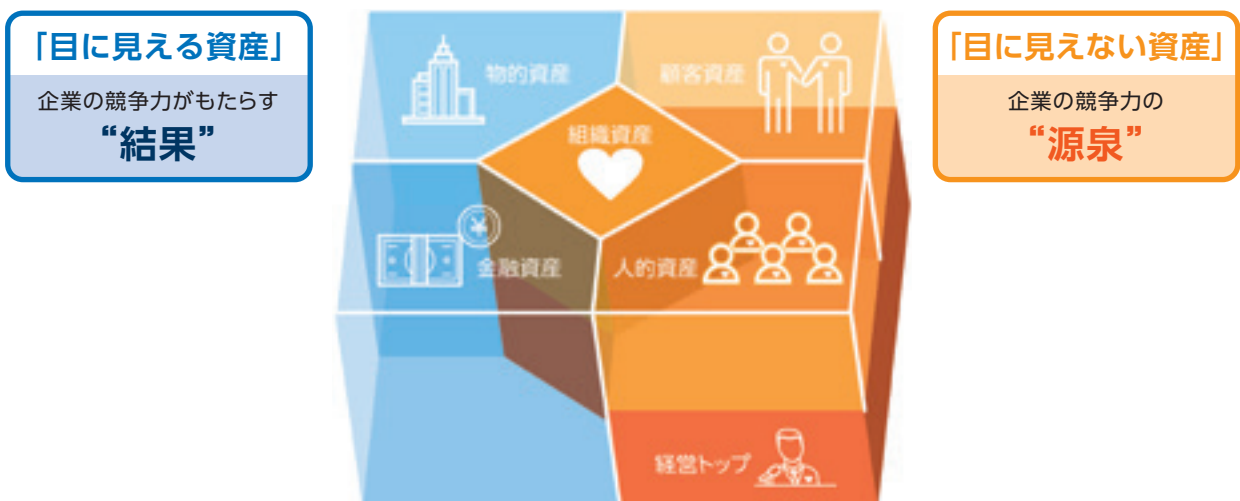 「目に見える資産」
企業の競争力がもたらす
“結果”
物的資産
顧客資産
組織資産
¥
金融資産
人的資産
経営トップ
「目に見えない資産」
企業の競争力の
“源泉”